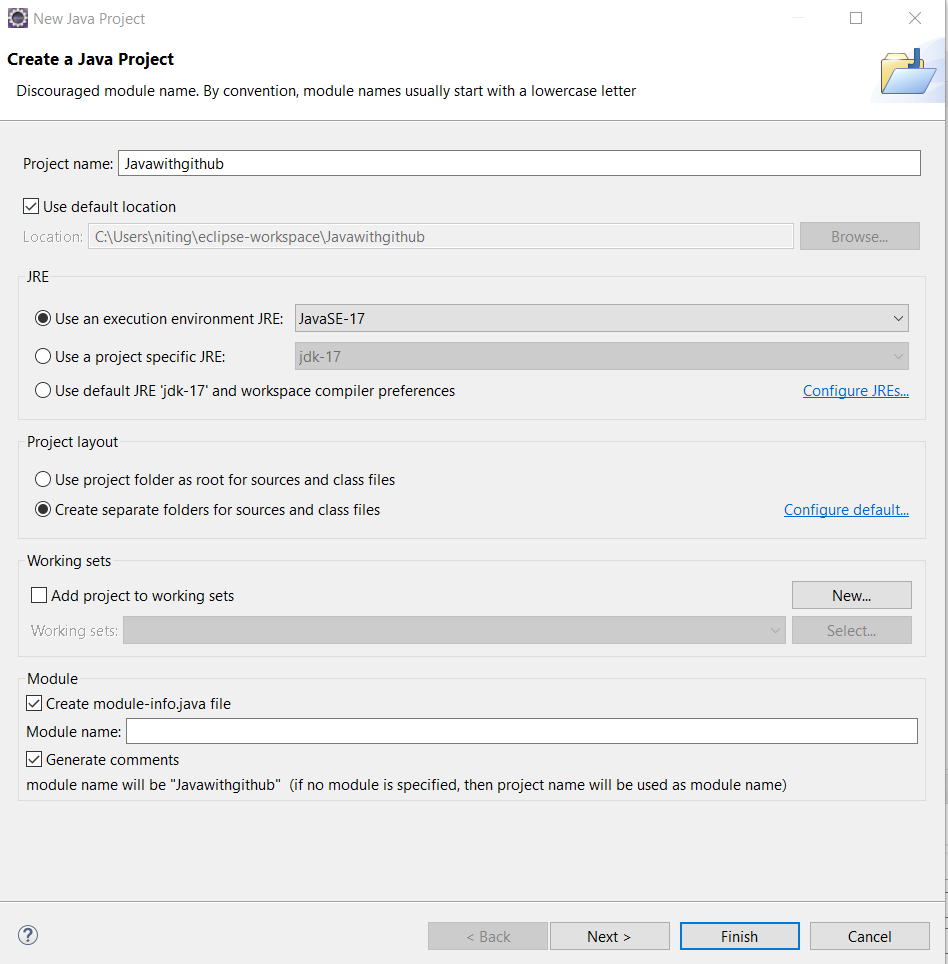 New Java Project
Create a Java Project
Discouraged module name. By convention, module names usually start with a lowercase letter
Project name: Javawithgithub
Use default location
Location: C:\Users\niting\eclipse-workspace\Javawithgithub Browse...
JRE
Use an execution environment JRE: JavaSE-17
Use a project specific JRE: jdk-17
Use default JRE 'jdk-17' and workspace compiler preferences Configure JREs...
Project layout
Use project folder as root for sources and class files
Create separate folders for sources and class files Configure default...
Working sets
Add project to working sets New...
Working sets: Select...
Module
Create module-info.java file
Module name:
Generate comments
module name will be "Javawithgithub" (if no module is specified, then project name will be used as module name)
? < Back Next > Finish Cancel